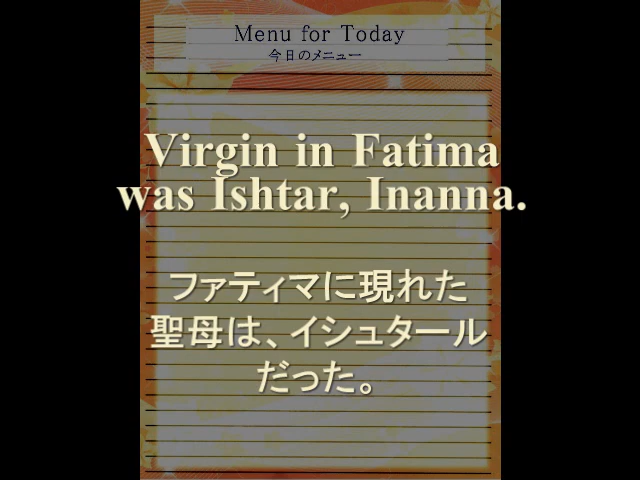 Menu for Today
今日のメニュー
Virgin in Fatima
was Ishtar, Inanna.
ファティマに現れた
聖母は、イシュタール
だった。